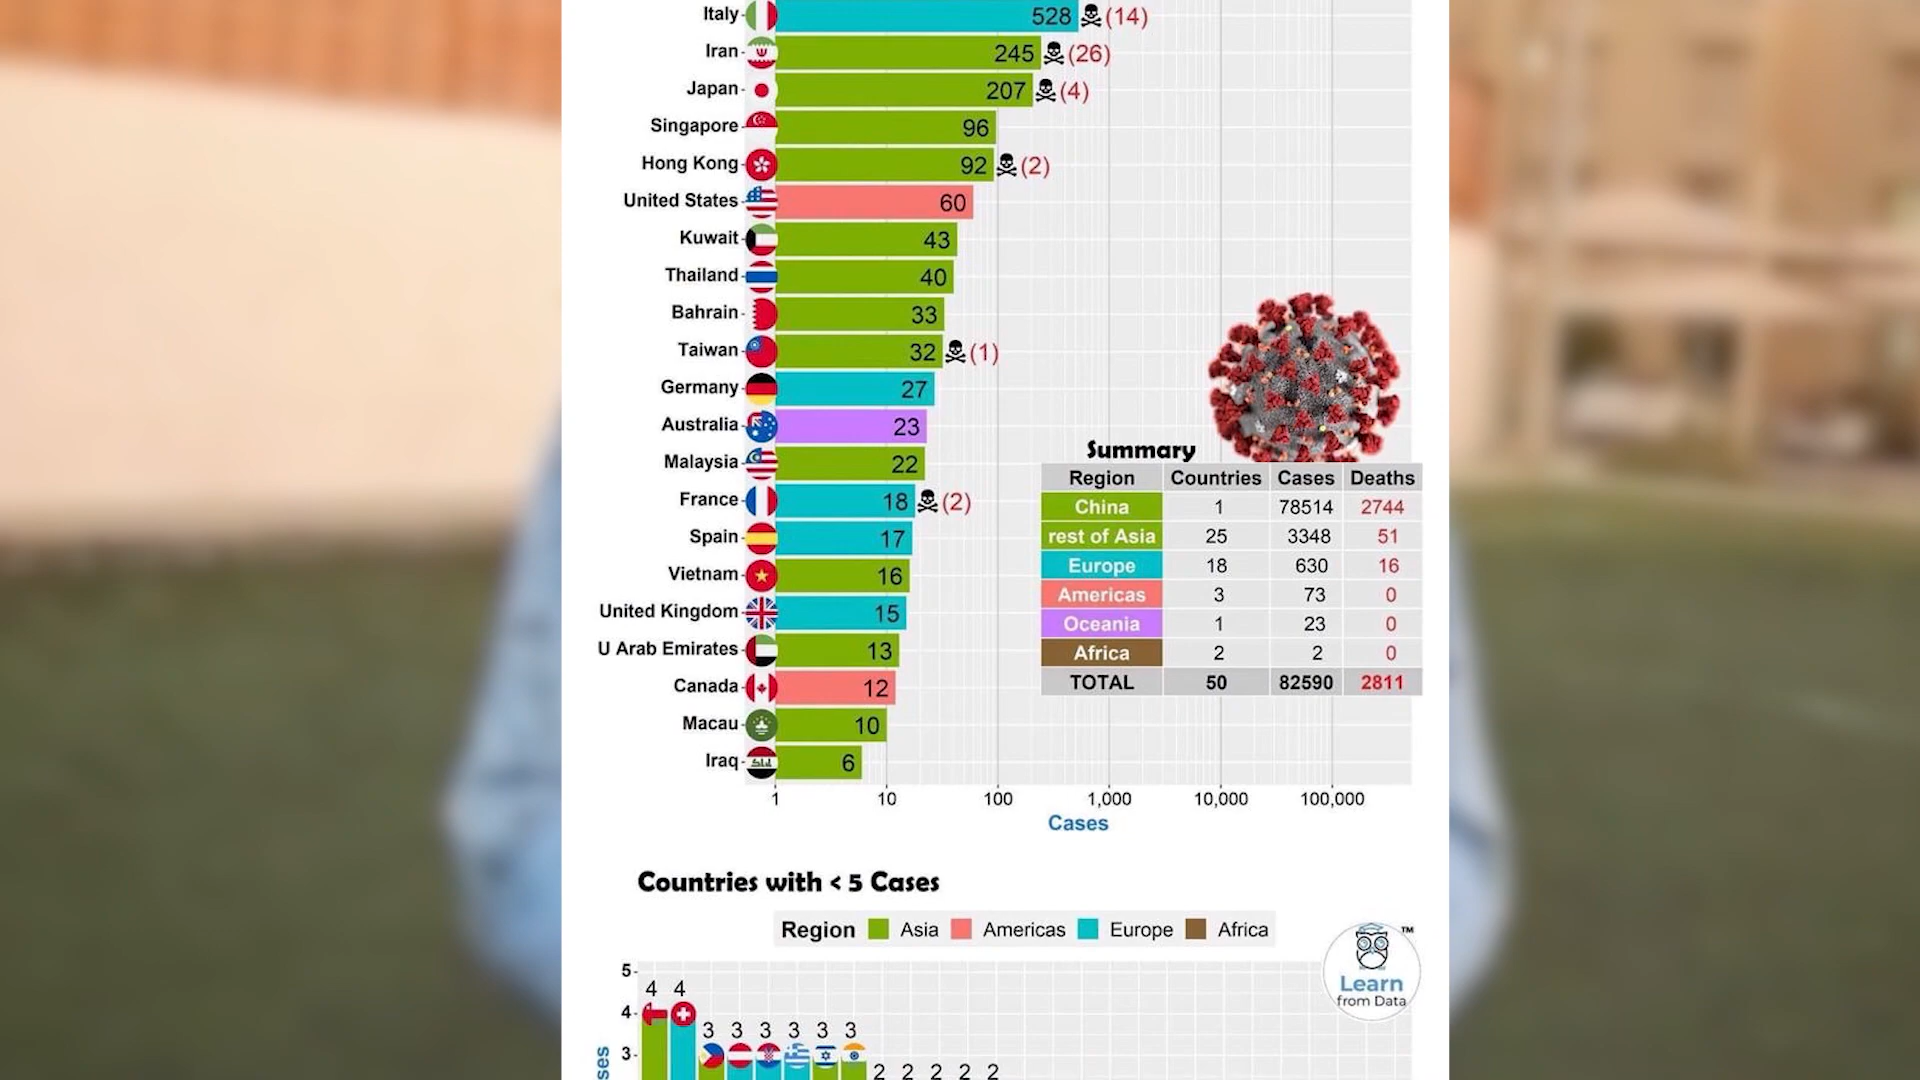 Italy 528 (14)
Iran 245 (26)
Japan 207 (4)
Singapore 96
Hong Kong 92 (2)
United States 60
Kuwait 43
Thailand 40
Bahrain 33
Taiwan 32 (1)
Germany 27
Australia 23
Malaysia 22
France 18 (2)
Spain 17
Vietnam 16
United Kingdom 15
U Arab Emirates 13
Canada 12
Macau 10
Iraq 6
1 10 100 1,000 10,000 100,000
Cases
Summary
Region Countries Cases Deaths
China 1 78514 2744
rest of Asia 25 3348 51
Europe 18 630 16
Americas 3 73 0
Oceania 1 23 0
Africa 2 2 0
TOTAL 50 82590 2811
Countries with < 5 Cases
Region Asia Americas Europe Africa
TM
Learn
from Data
5
4 4
4
3 3 3 3 3 3
3
2 2 2 2 2